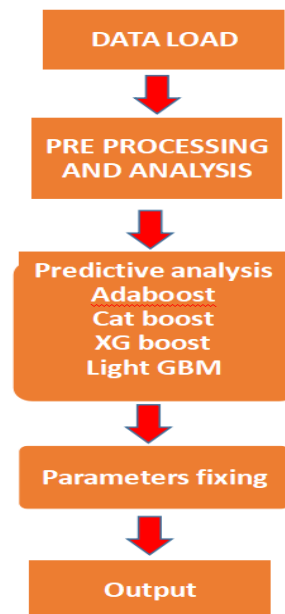 DATA LOAD
PRE PROCESSING
AND ANALYSIS
Predictive analysis
Adaboost
Cat boost
XG boost
Light GBM
Parameters fixing
Output